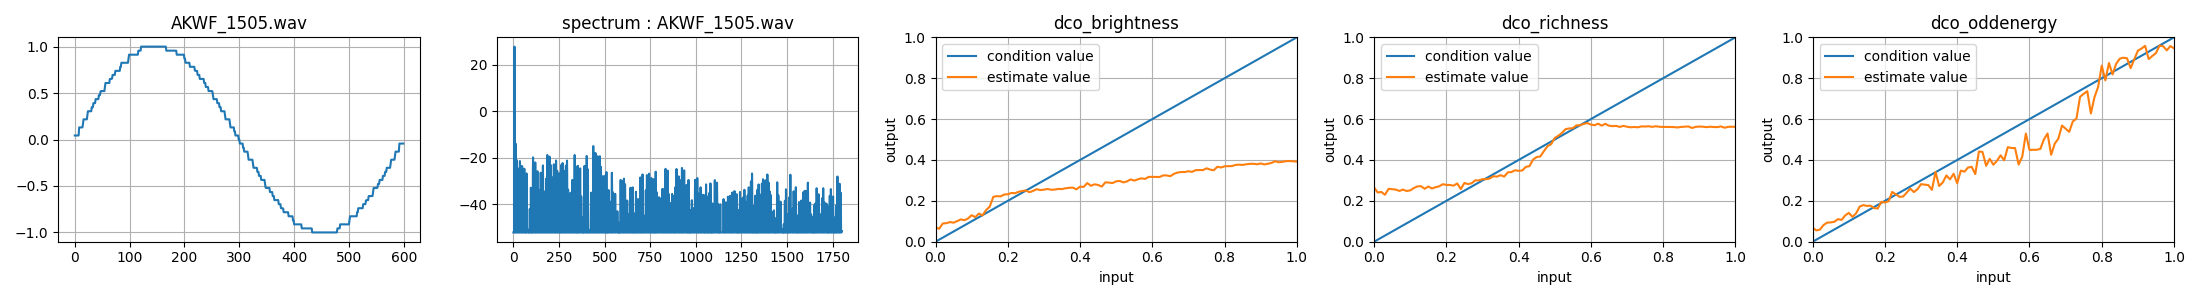 AKWF_1505.wav
1.0
0.5
0.0
−0.5
−1.0
0 100 200 300 400 500 600
spectrum : AKWF_1505.wav
20
0
−20
−40
0 250 500 750 1000 1250 1500 1750
dco_brightness
condition value
estimate value
output
1.0
0.8
0.6
0.4
0.2
0.0
0.0 0.2 0.4 0.6 0.8 1.0
input
dco_richness
condition value
estimate value
output
1.0
0.8
0.6
0.4
0.2
0.0
0.0 0.2 0.4 0.6 0.8 1.0
input
dco_oddenergy
condition value
estimate value
output
1.0
0.8
0.6
0.4
0.2
0.0
0.0 0.2 0.4 0.6 0.8 1.0
input